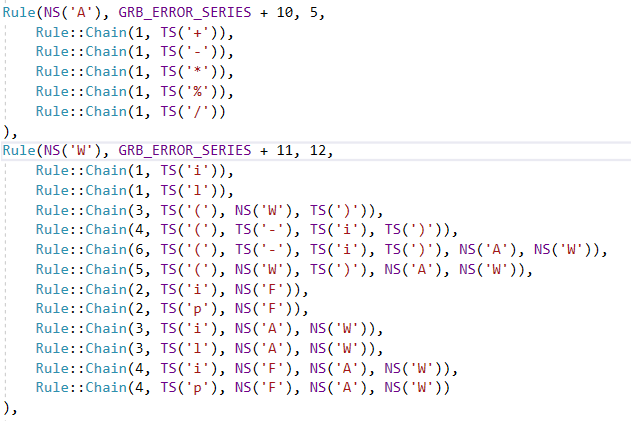 Rule(NS('A'), GRB_ERROR_SERIES + 10, 5,
Rule::Chain(1, TS('+')),
Rule::Chain(1, TS('-')),
Rule::Chain(1, TS('*')),
Rule::Chain(1, TS('%')),
Rule::Chain(1, TS('/'))
),
Rule(NS('W'), GRB_ERROR_SERIES + 11, 12,
Rule::Chain(1, TS('i')),
Rule::Chain(1, TS('l')),
Rule::Chain(3, TS('('), NS('W'), TS(')')),
Rule::Chain(4, TS('('), TS('-'), TS('i'), TS(')')),
Rule::Chain(6, TS('('), TS('-'), TS('i'), TS(')'), NS('A'), NS('W')),
Rule::Chain(5, TS('('), NS('W'), TS(')'), NS('A'), NS('W')),
Rule::Chain(2, TS('i'), NS('F')),
Rule::Chain(2, TS('p'), NS('F')),
Rule::Chain(3, TS('i'), NS('A'), NS('W')),
Rule::Chain(3, TS('l'), NS('A'), NS('W')),
Rule::Chain(4, TS('i'), NS('F'), NS('A'), NS('W')),
Rule::Chain(4, TS('p'), NS('F'), NS('A'), NS('W'))
),